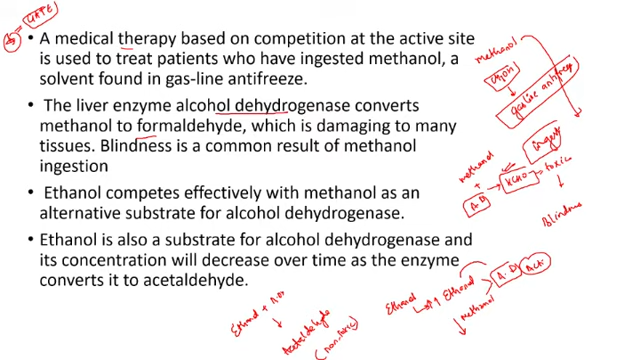 GATE
• A medical therapy based on competition at the active site
is used to treat patients who have ingested methanol, a
solvent found in gas-line antifreeze.
• The liver enzyme alcohol dehydrogenase converts
methanol to formaldehyde, which is damaging to many
tissues. Blindness is a common result of methanol
ingestion
• Ethanol competes effectively with methanol as an
alternative substrate for alcohol dehydrogenase.
• Ethanol is also a substrate for alcohol dehydrogenase and
its concentration will decrease over time as the enzyme
converts it to acetaldehyde.
methanol
gasline antifreeze
ingest
methanol
+
A.D → HCHO → toxic
Blindness
Ethanol
Ethanol
A.D
Methanol
Ethanol + A.D
Acetaldehyde
(non toxic)